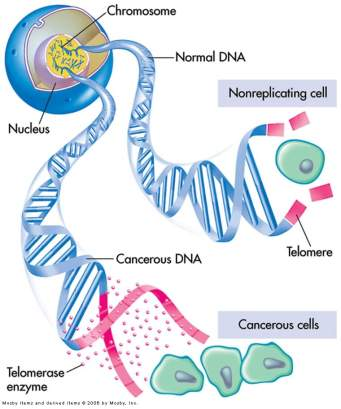 Chromosome
Normal DNA
Nonreplicating cell
Nucleus
Telomere
Cancerous DNA
Cancerous cells
Telomerase
enzyme
Mosby items and derived items © 2005 by Mosby, Inc.